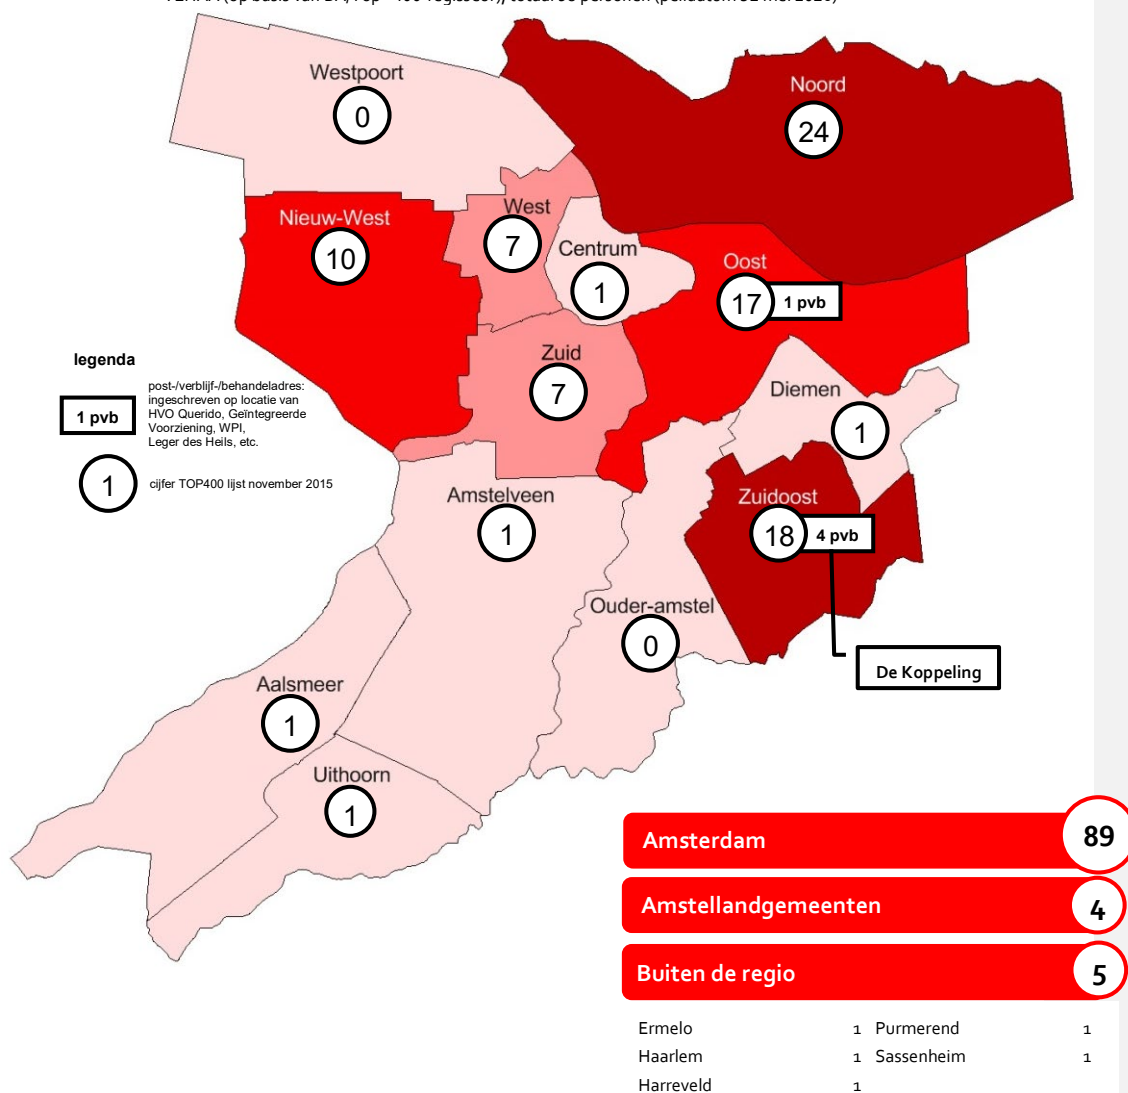 Westpoort
0
Noord
24
Nieuw-West
10
West
7
Centrum
1
Oost
17
1 pvb
Zuid
7
Diemen
1
legenda
1 pvb
post-/verblijf-/behandeladres:
ingeschreven op locatie van
HVO Querido, Geïntegreerde
Voorziening, WPI,
Leger des Heils, etc.
1
cijfer TOP400 lijst november 2015
Amstelveen
1
Zuidoost
18
4 pvb
Ouder-amstel
0
De Koppeling
Aalsmeer
1
Uithoorn
1
Amsterdam 89
Amstellandgemeenten 4
Buiten de regio 5
Ermelo 1 Purmerend 1
Haarlem 1 Sassenheim 1
Harreveld 1